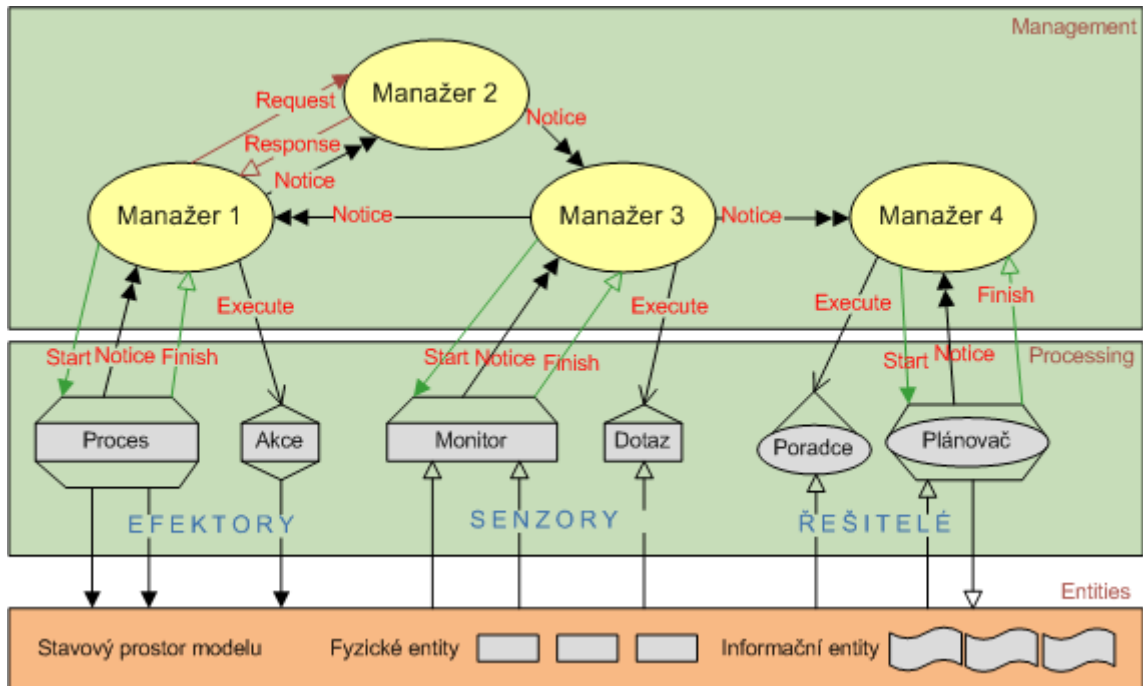 Management
Manažer 2
Request
Notice
Response
Notice
Manažer 1
Notice
Manažer 3
Notice
Manažer 4
Execute
Execute
Execute
Finish
Start
Notice
Finish
Start
Notice
Finish
Start
Notice
Processing
Proces
Akce
Monitor
Dotaz
Poradce
Plánovač
EFEKTORY
SENZORY
ŘEŠITELÉ
Entities
Stavový prostor modelu
Fyzické entity
Informační entity